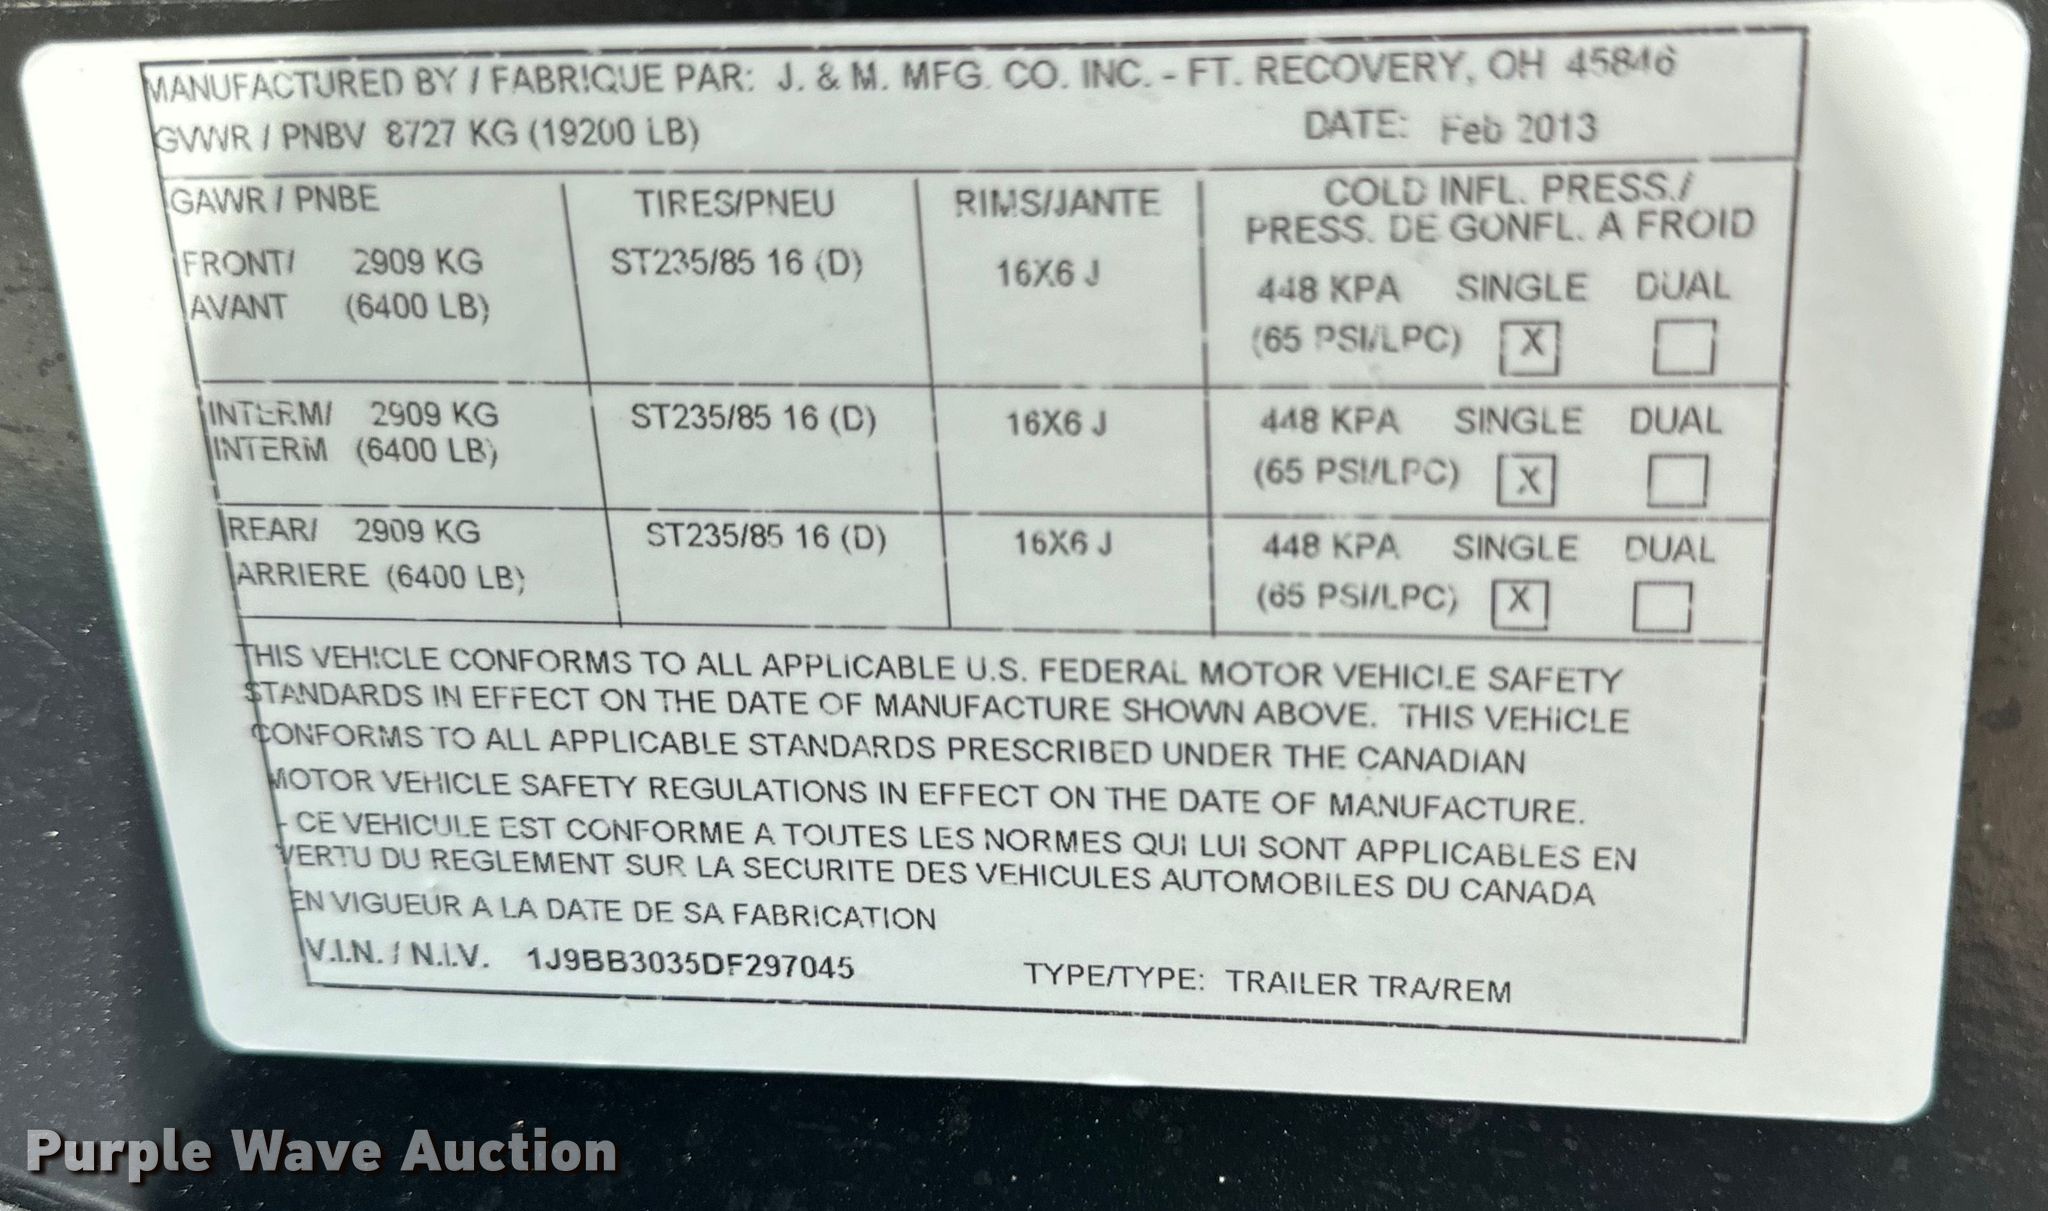 MANUFACTURED BY / FABRIQUE PAR: J. & M. MFG. CO. INC. - FT. RECOVERY, OH 45846
GVWR / PNBV 8727 KG (19200 LB) DATE: Feb 2013
GAWR / PNBE TIRES/PNEU RIMS/JANTE COLD INFL. PRESS./
PRESS. DE GONFL. A FROID
FRONT/ 2909 KG ST235/85 16 (D) 16X6 J 448 KPA SINGLE DUAL
AVANT (6400 LB) (65 PSI/LPC) X
INTERM/ 2909 KG ST235/85 16 (D) 16X6 J 448 KPA SINGLE DUAL
INTERM (6400 LB) (65 PSI/LPC) X
REAR/ 2909 KG ST235/85 16 (D) 16X6 J 448 KPA SINGLE DUAL
ARRIERE (6400 LB) (65 PSI/LPC) X
THIS VEHICLE CONFORMS TO ALL APPLICABLE U.S. FEDERAL MOTOR VEHICLE SAFETY
STANDARDS IN EFFECT ON THE DATE OF MANUFACTURE SHOWN ABOVE. THIS VEHICLE
CONFORMS TO ALL APPLICABLE STANDARDS PRESCRIBED UNDER THE CANADIAN
MOTOR VEHICLE SAFETY REGULATIONS IN EFFECT ON THE DATE OF MANUFACTURE.
- CE VEHICULE EST CONFORME A TOUTES LES NORMES QUI LUI SONT APPLICABLES EN
VERTU DU REGLEMENT SUR LA SECURITE DES VEHICULES AUTOMOBILES DU CANADA
EN VIGUEUR A LA DATE DE SA FABRICATION
V.I.N. / N.I.V. 1J9BB3035DF297045 TYPE/TYPE: TRAILER TRA/REM
Purple Wave Auction